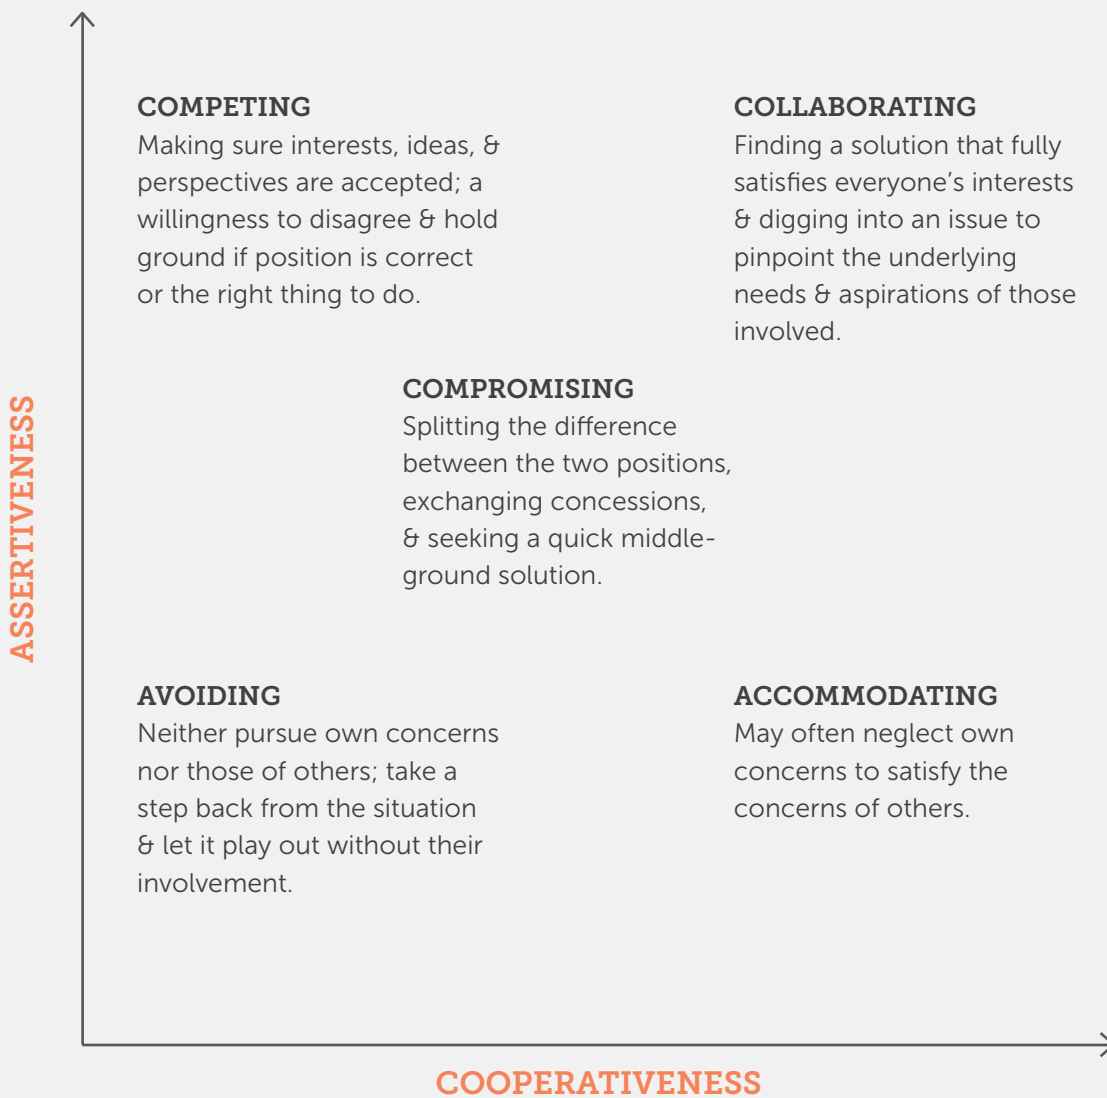 COMPETING
Making sure interests, ideas, &
perspectives are accepted; a
willingness to disagree & hold
ground if position is correct
or the right thing to do.
COLLABORATING
Finding a solution that fully
satisfies everyone’s interests
& digging into an issue to
pinpoint the underlying
needs & aspirations of those
involved.
COMPROMISING
Splitting the difference
between the two positions,
exchanging concessions,
& seeking a quick middle-
ground solution.
ASSERTIVENESS
AVOIDING
Neither pursue own concerns
nor those of others; take a
step back from the situation
& let it play out without their
involvement.
ACCOMMODATING
May often neglect own
concerns to satisfy the
concerns of others.
COOPERATIVENESS